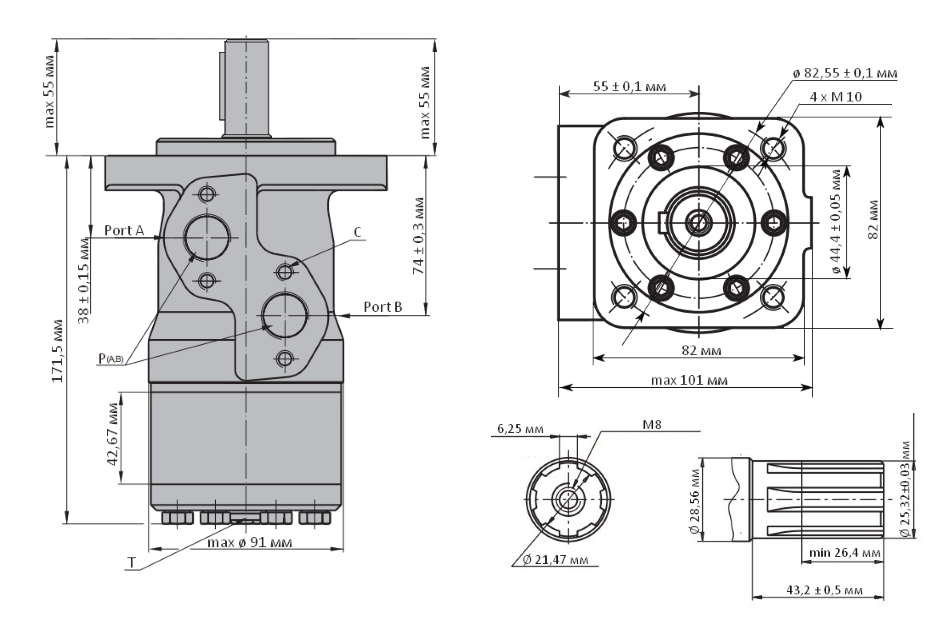 max 55 мм
max 55 мм
Port A
38 ± 0,15 мм
171,5 мм
P(A,B)
42,67 мм
C
74 ± 0,3 мм
Port B
T
max ø 91 мм
55 ± 0,1 мм
ø 82,55 ± 0,1 мм
4 x M 10
ø 44,4 ± 0,05 мм
82 мм
82 мм
max 101 мм
6,25 мм
M8
Ø 21,47 мм
Ø 28,56 мм
Ø 25,32±0,03 мм
min 26,4 мм
43,2 ± 0,5 мм